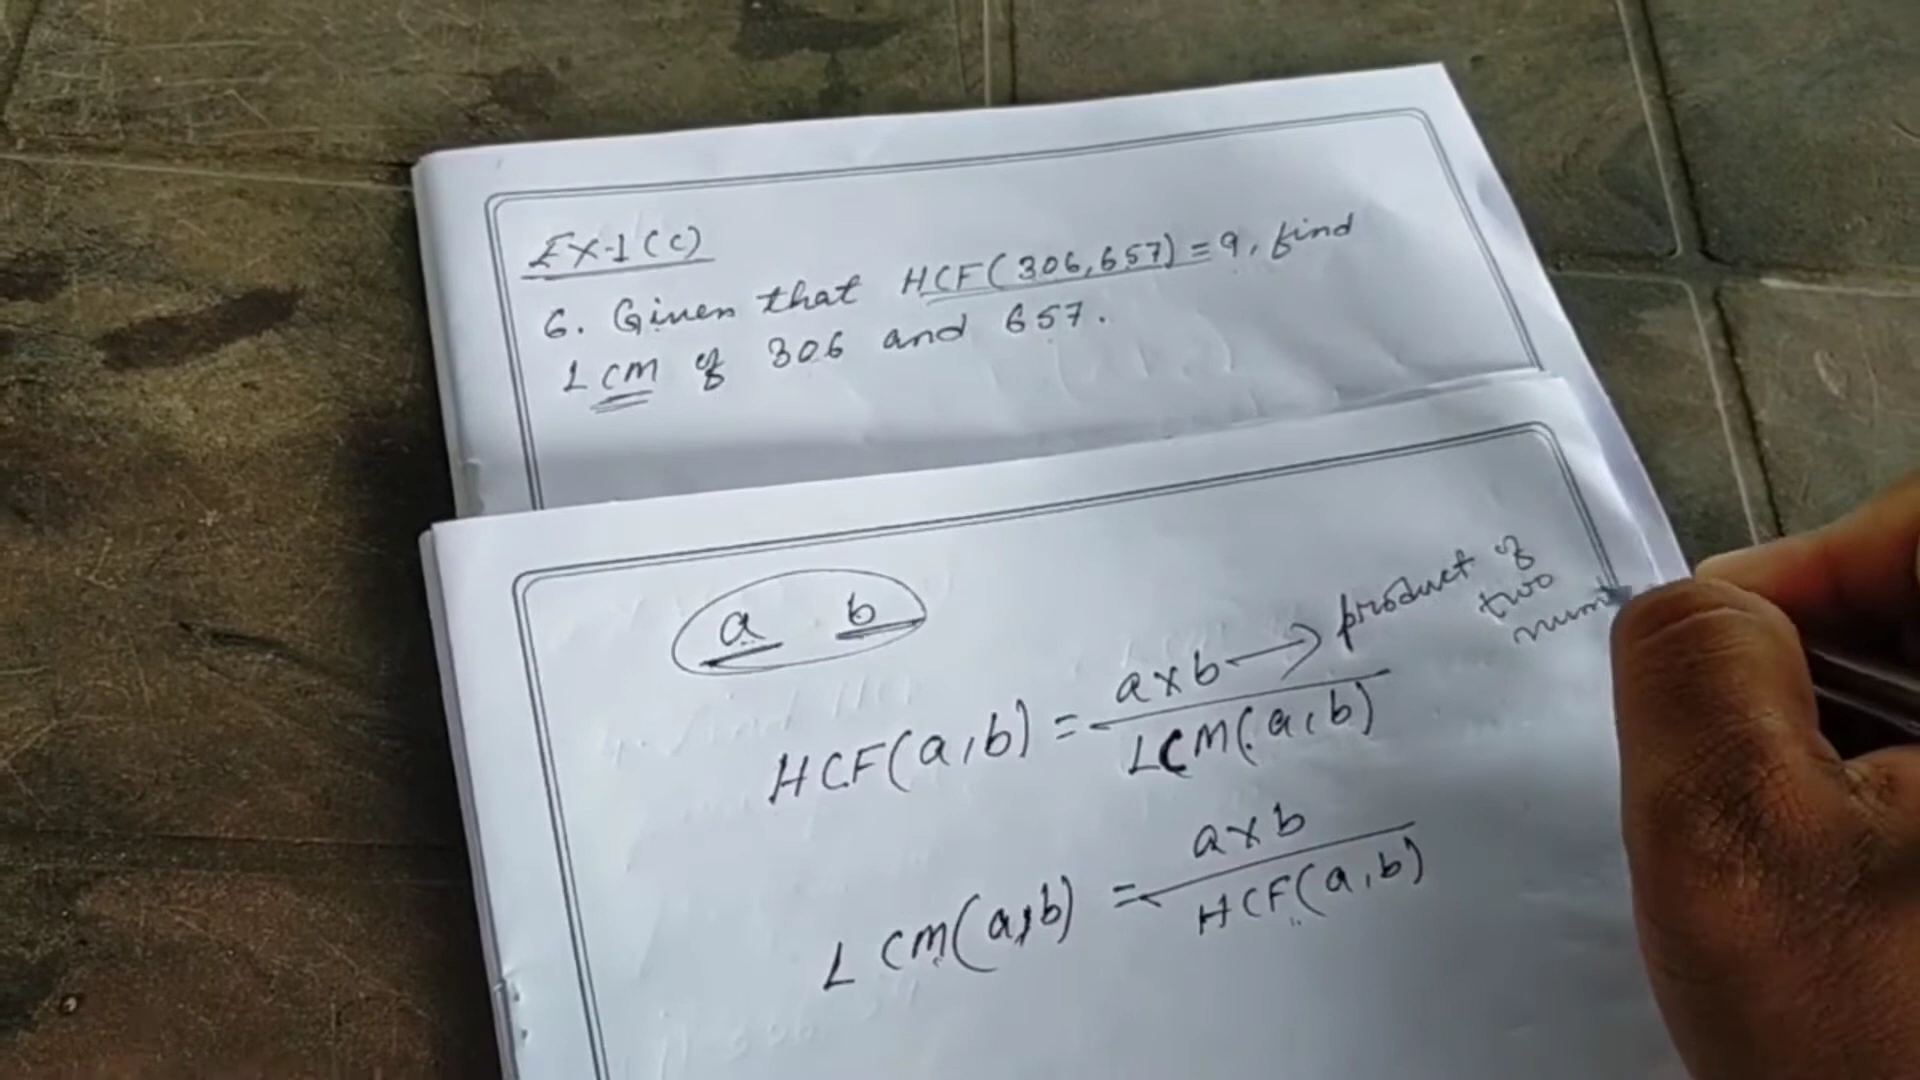 EX-1(c)
6. Given that HCF(306,657) = 9, find
LCM of 306 and 657.
a b
HCF(a,b) = a×b → product of
two
LCM(a,b)
LCM(a,b) = a×b
HCF(a,b)